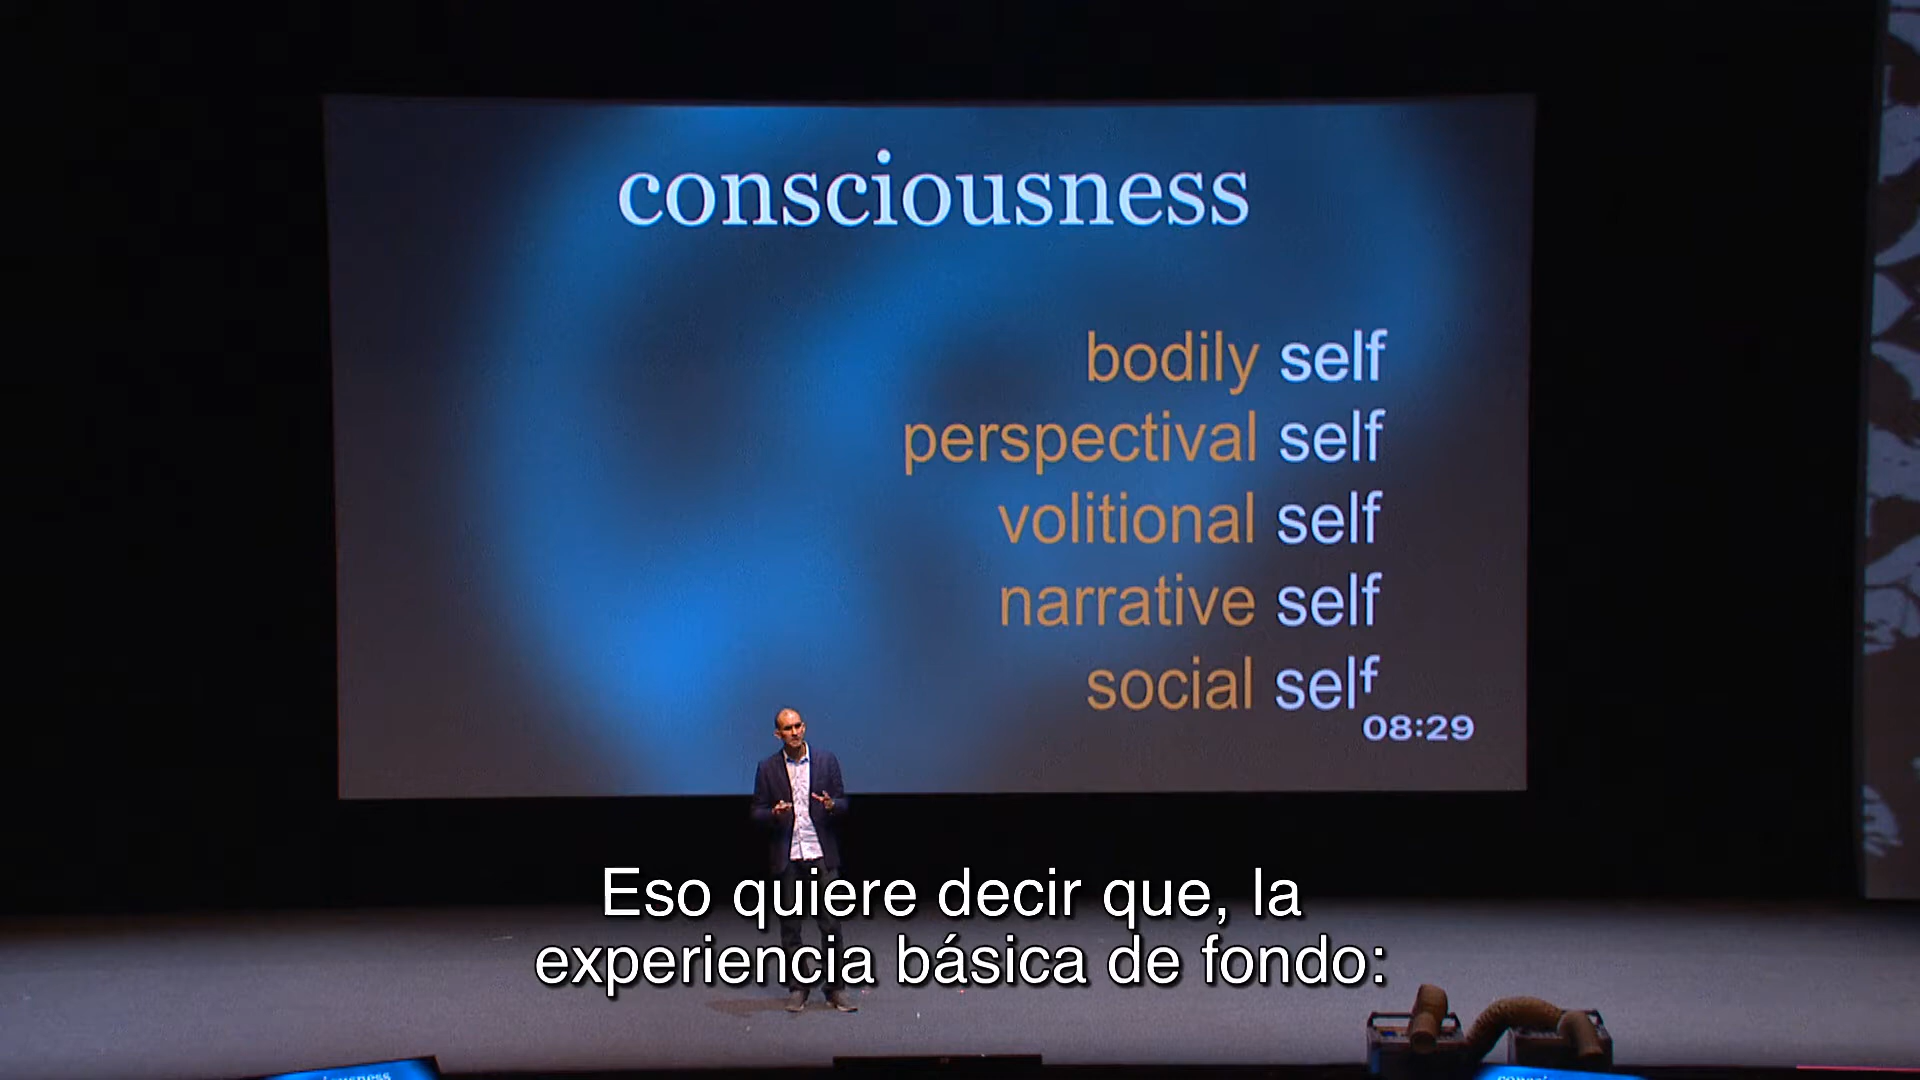 consciousness
bodily self
perspectival self
volitional self
narrative self
social self
08:29
Eso quiere decir que, la
experiencia básica de fondo: